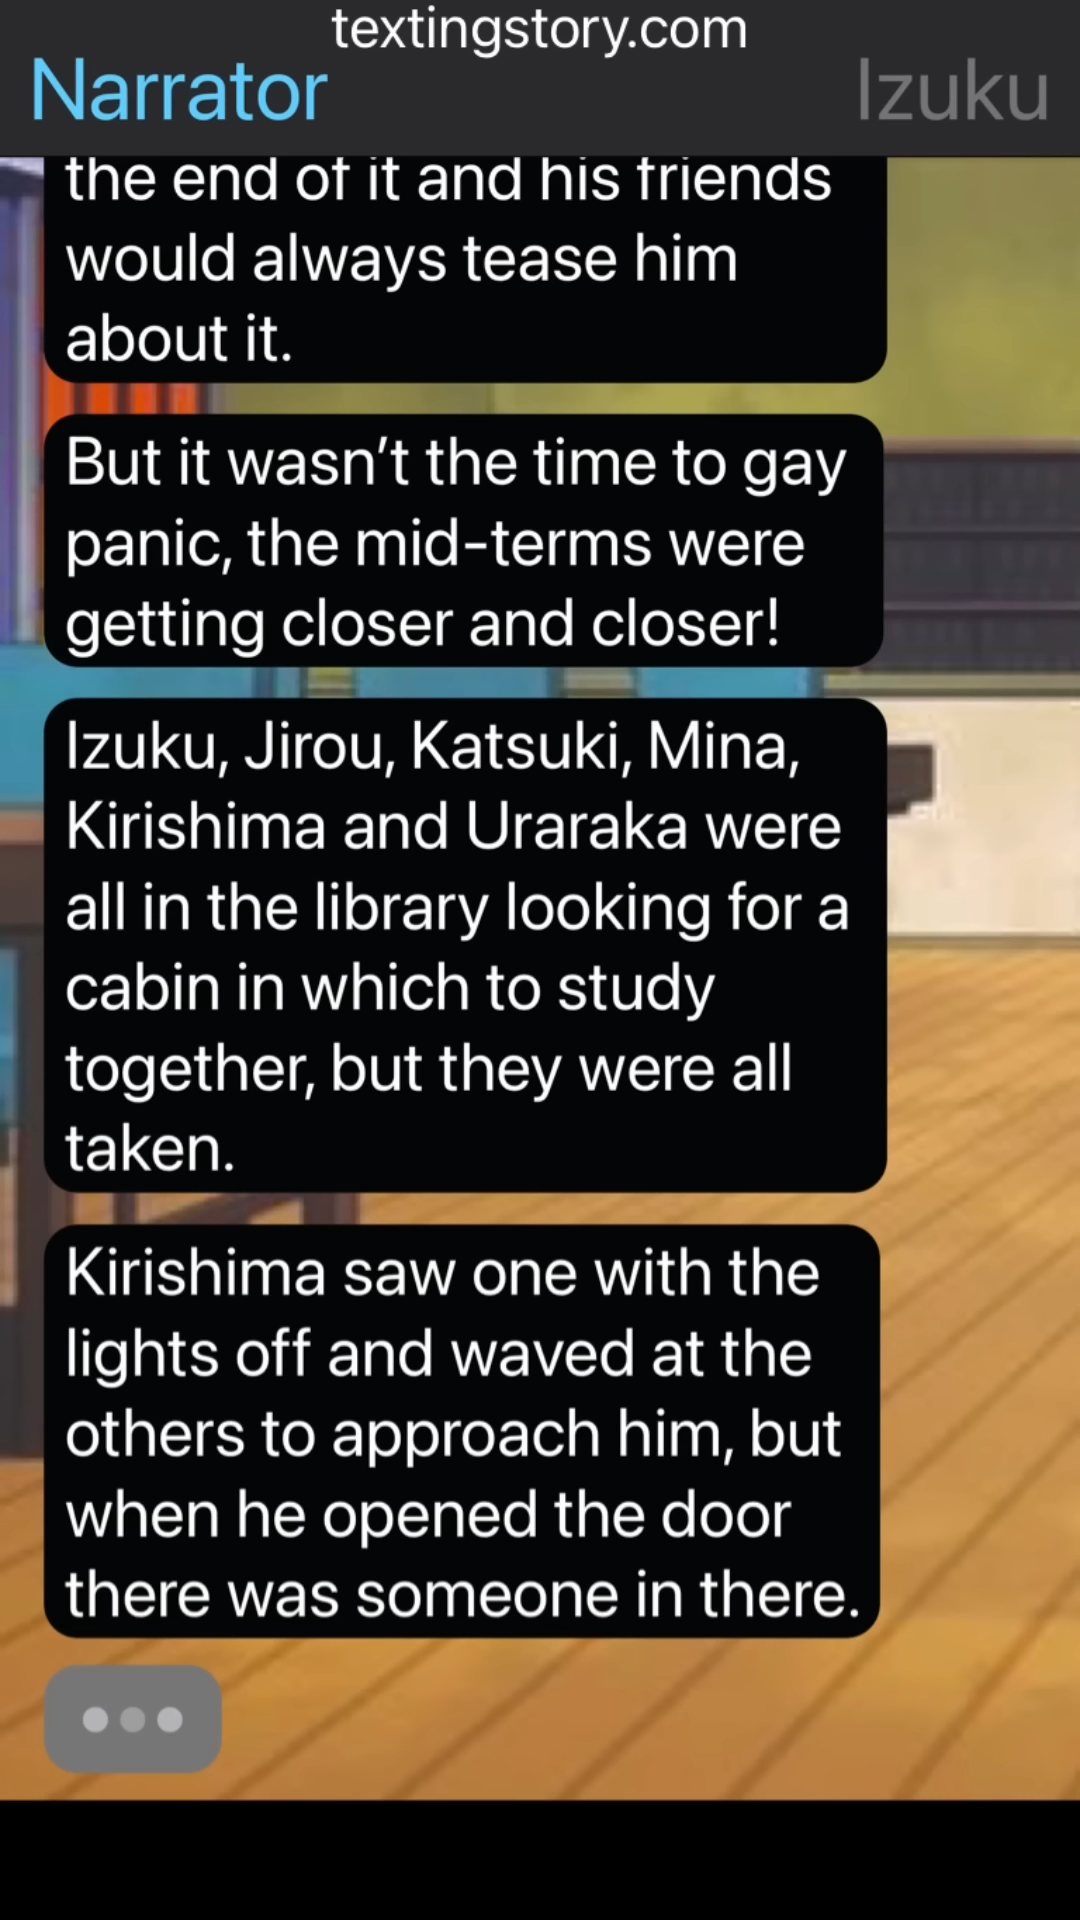 textingstory.com
Narrator Izuku
the end of it and his friends
would always tease him
about it.
But it wasn’t the time to gay
panic, the mid-terms were
getting closer and closer!
Izuku, Jirou, Katsuki, Mina,
Kirishima and Uraraka were
all in the library looking for a
cabin in which to study
together, but they were all
taken.
Kirishima saw one with the
lights off and waved at the
others to approach him, but
when he opened the door
there was someone in there.